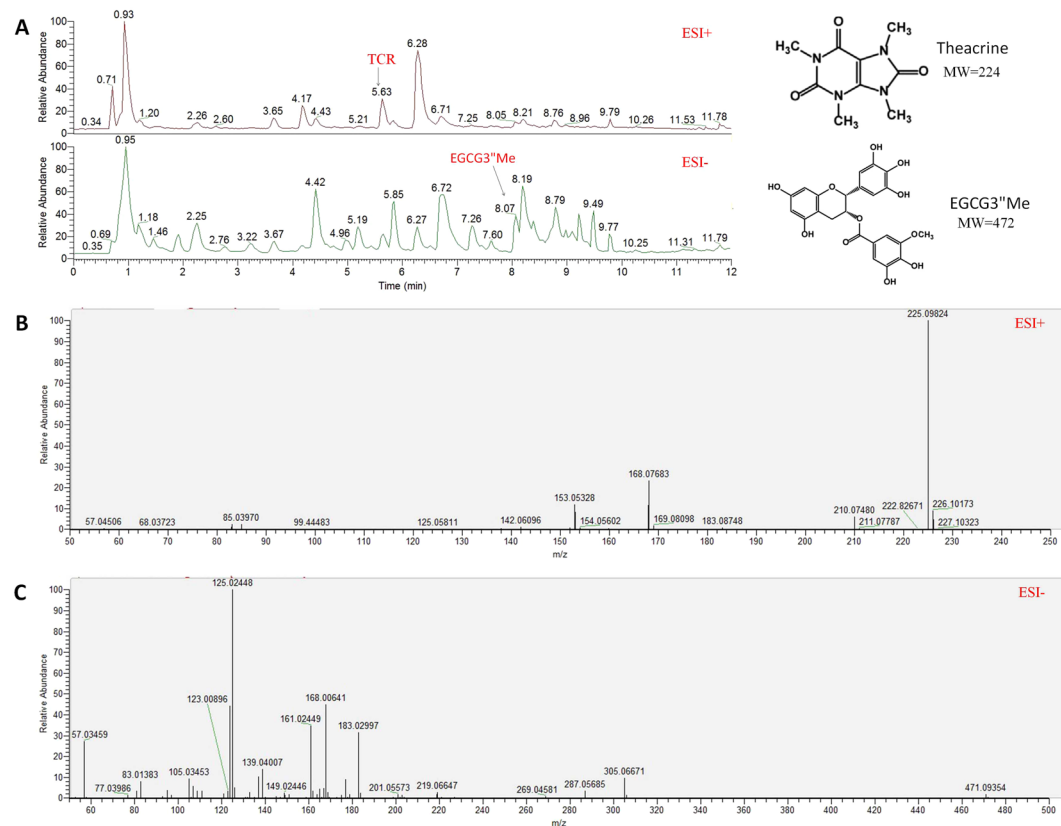 A
ESI+
TCR
Relative Abundance
100
80
60
40
20
0
0.34
0.71
0.93
1.20
2.26
2.60
3.65
4.17
4.43
5.21
5.63
6.28
6.71
7.25
8.05
8.21
8.76
8.96
9.79
10.26
11.53
11.78
ESI-
EGCG3"Me
Relative Abundance
100
80
60
40
20
0
0.35
0.69
0.95
1.18
1.46
2.25
2.76
3.22
3.67
4.42
4.96
5.19
5.85
6.27
6.72
7.26
7.60
8.07
8.19
8.79
9.49
9.77
10.25
11.31
11.79
0 1 2 3 4 5 6 7 8 9 10 11 12
Time (min)
O
CH₃
H₃C
N
N
O
O
N
N
CH₃
CH₃
Theacrine
MW=224
OH
OH
HO
O
OH
O
OH
O
OCH₃
OH
OH
EGCG3"Me
MW=472
B
ESI+
Relative Abundance
100
90
80
70
60
50
40
30
20
10
0
57.04506
68.03723
85.03970
99.44483
125.05811
142.06096
153.05328
154.05602
168.07683
169.08098
183.08748
210.07480
211.07787
222.82671
225.09824
226.10173
227.10323
50 60 70 80 90 100 110 120 130 140 150 160 170 180 190 200 210 220 230 240 250
m/z
C
ESI-
Relative Abundance
100
90
80
70
60
50
40
30
20
10
0
57.03459
77.03986
83.01383
105.03453
123.00896
125.02448
139.04007
149.02446
161.02449
168.00641
183.02997
201.05573
219.06647
269.04581
287.05685
305.06671
471.09354
60 80 100 120 140 160 180 200 220 240 260 280 300 320 340 360 380 400 420 440 460 480 500
m/z